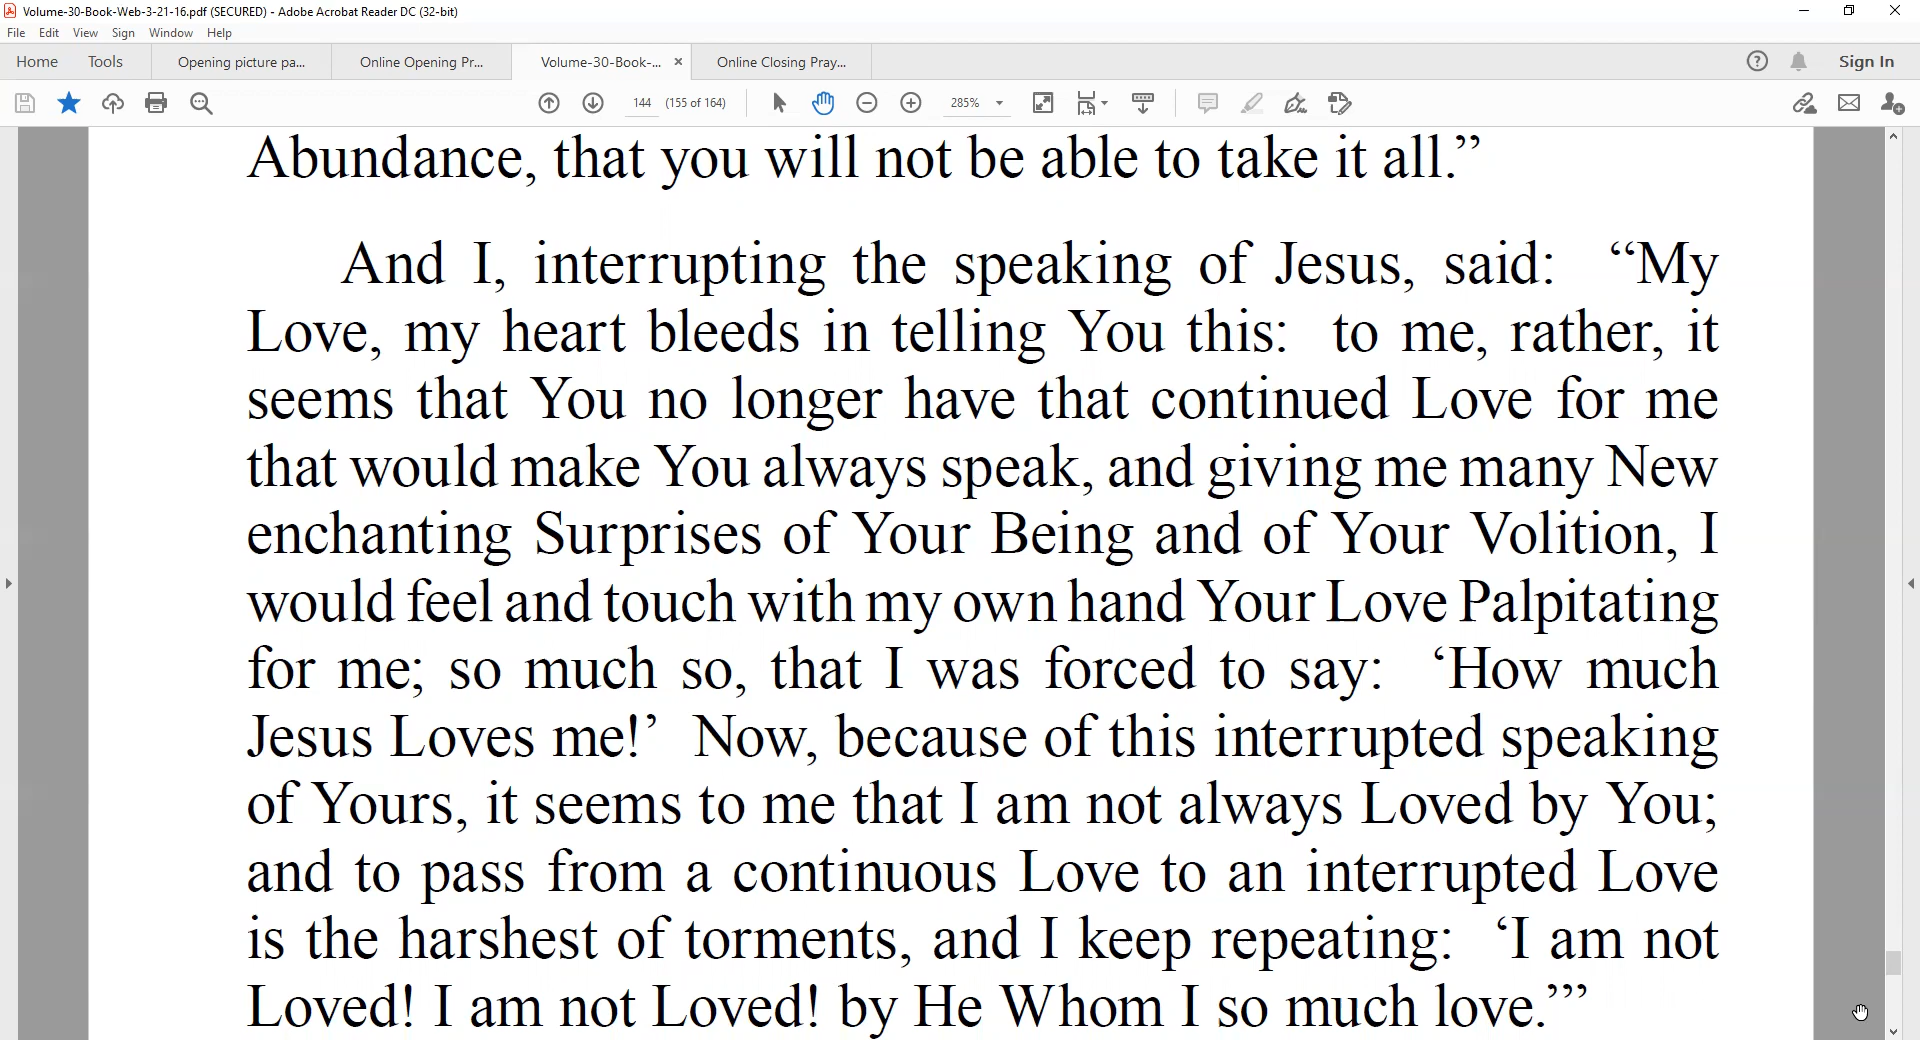 Volume-30-Book-Web-3-21-16.pdf (SECURED) - Adobe Acrobat Reader DC (32-bit)
File Edit View Sign Window Help
Home Tools Opening picture pa... Online Opening Pr... Volume-30-Book-... × Online Closing Pray... Sign In
144 (155 of 164) 285%
Abundance, that you will not be able to take it all.”
And I, interrupting the speaking of Jesus, said: “My
Love, my heart bleeds in telling You this: to me, rather, it
seems that You no longer have that continued Love for me
that would make You always speak, and giving me many New
enchanting Surprises of Your Being and of Your Volition, I
would feel and touch with my own hand Your Love Palpitating
for me; so much so, that I was forced to say: ‘How much
Jesus Loves me!’ Now, because of this interrupted speaking
of Yours, it seems to me that I am not always Loved by You;
and to pass from a continuous Love to an interrupted Love
is the harshest of torments, and I keep repeating: ‘I am not
Loved! I am not Loved! by He Whom I so much love.’”